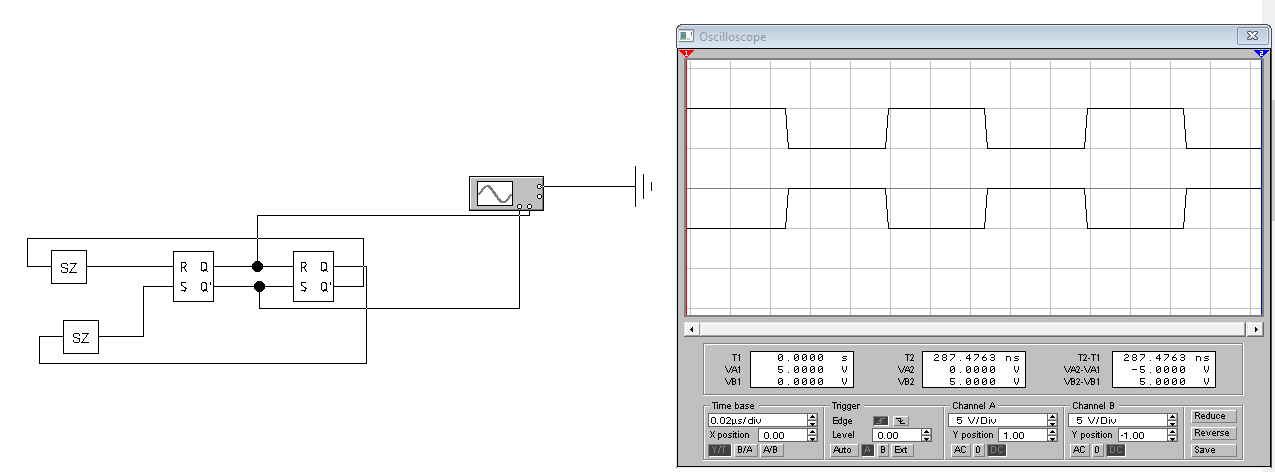 Oscilloscope
1
2
SZ
R Q R Q
S Q' S Q'
SZ
T1 0.0000 s T2 287.4763 ns T2-T1 287.4763 ns
VA1 5.0000 V VA2 0.0000 V VA2-VA1 -5.0000 V
VB1 0.0000 V VB2 5.0000 V VB2-VB1 5.0000 V
Time base Trigger Channel A Channel B
0.02µs/div Edge 5 V/Div 5 V/Div Reduce
X position 0.00 Level 0.00 Y position 1.00 Y position -1.00 Reverse
Y/T B/A A/B Auto A B Ext AC 0 DC AC 0 DC Save